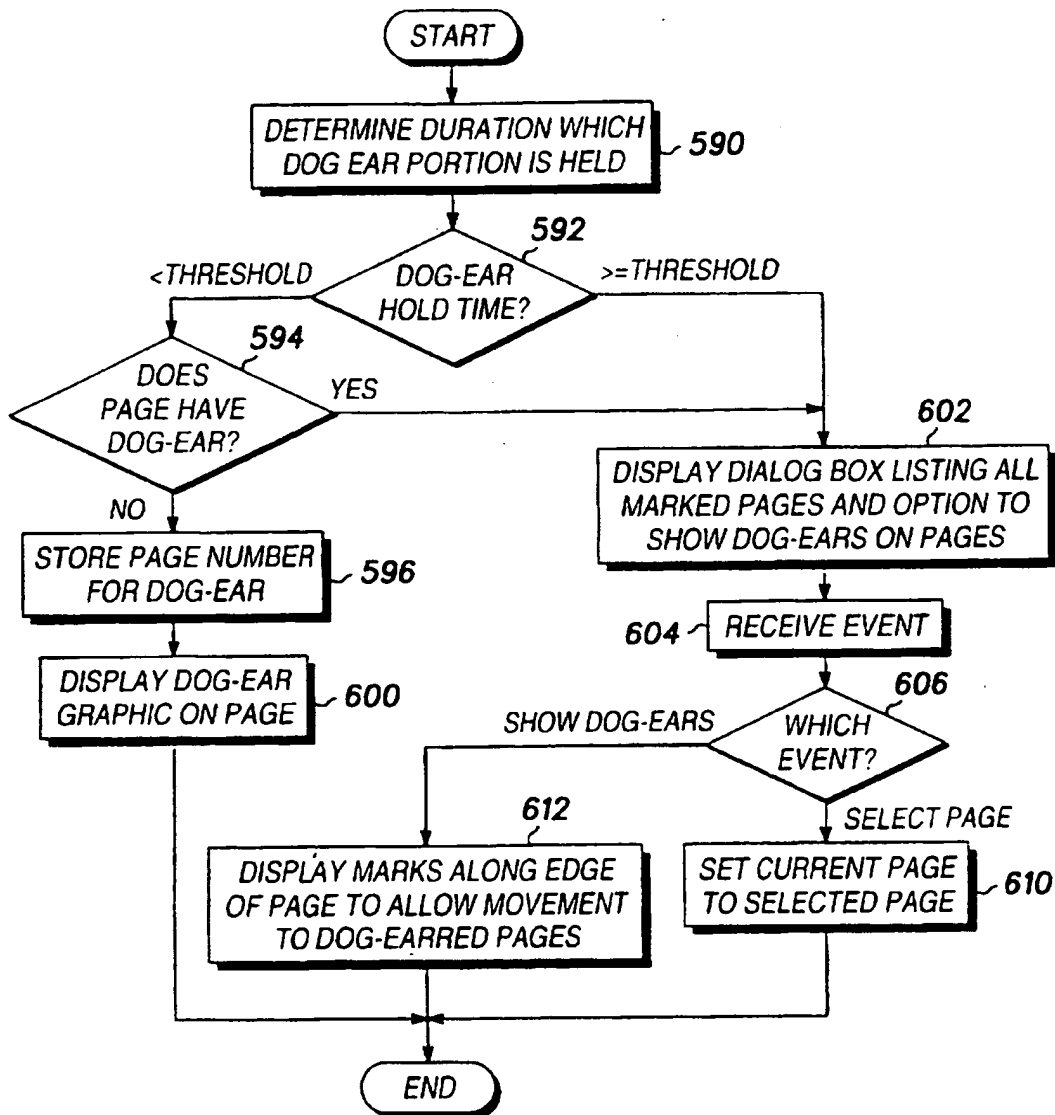 START
DETERMINE DURATION WHICH
DOG EAR PORTION IS HELD
590
592
<THRESHOLD
DOG-EAR
HOLD TIME?
>=THRESHOLD
594
DOES
PAGE HAVE
DOG-EAR?
YES
NO
602
DISPLAY DIALOG BOX LISTING ALL
MARKED PAGES AND OPTION TO
SHOW DOG-EARS ON PAGES
STORE PAGE NUMBER
FOR DOG-EAR
596
604
RECEIVE EVENT
DISPLAY DOG-EAR
GRAPHIC ON PAGE
600
606
SHOW DOG-EARS
WHICH
EVENT?
SELECT PAGE
612
DISPLAY MARKS ALONG EDGE
OF PAGE TO ALLOW MOVEMENT
TO DOG-EARRED PAGES
SET CURRENT PAGE
TO SELECTED PAGE
610
END